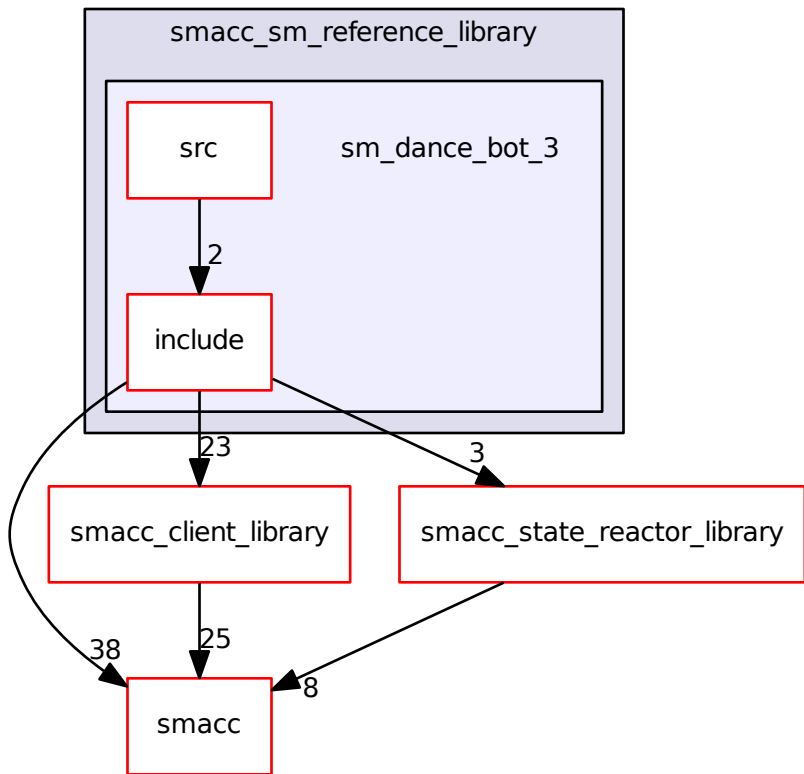 smacc_sm_reference_library
src
sm_dance_bot_3
2
include
23
3
smacc_client_library
smacc_state_reactor_library
38
25
8
smacc